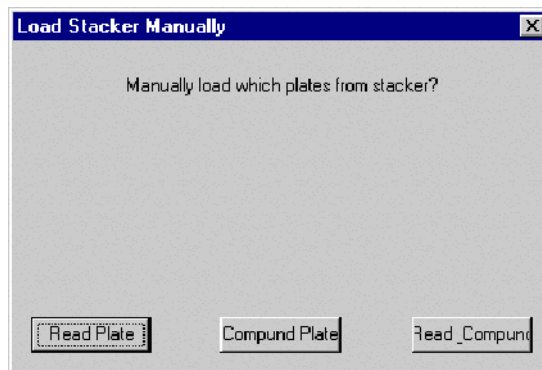 Load Stacker Manually
Manually load which plates from stacker?
Read Plate
Compund Plate
Read_Compund